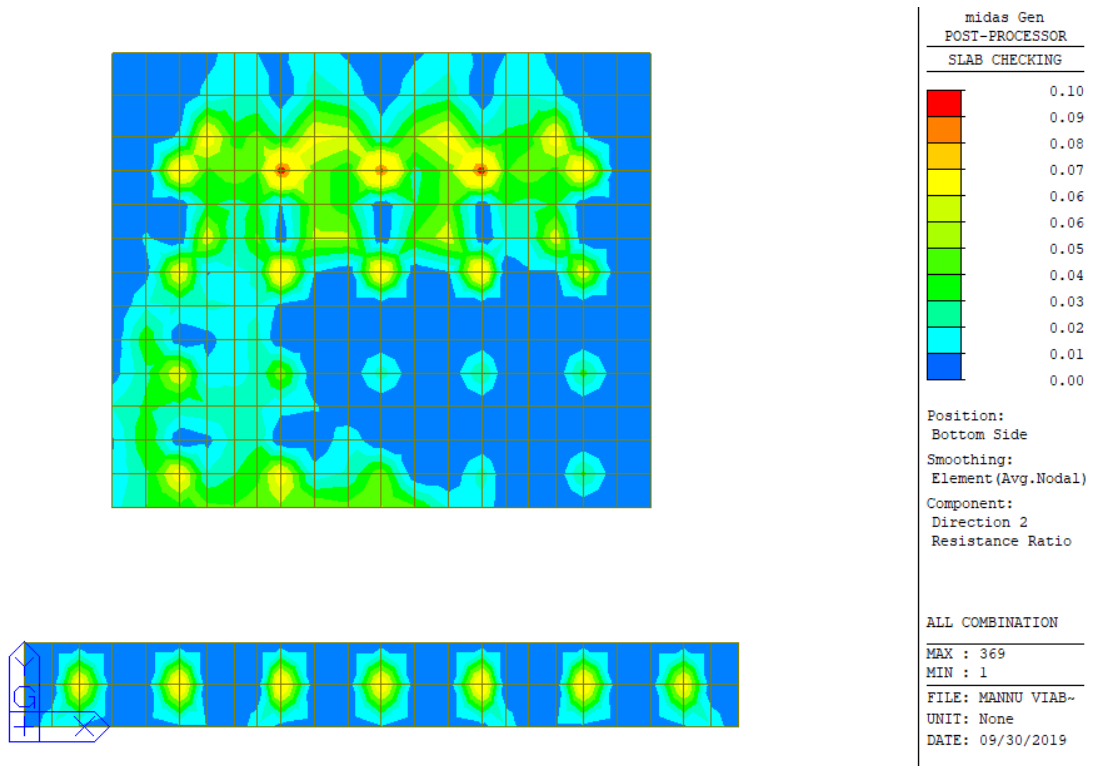 midas Gen
POST-PROCESSOR
SLAB CHECKING
0.10
0.09
0.08
0.07
0.06
0.06
0.05
0.04
0.03
0.02
0.01
0.00
Position:
Bottom Side
Smoothing:
Element(Avg.Nodal)
Component:
Direction 2
Resistance Ratio
ALL COMBINATION
MAX : 369
MIN : 1
FILE: MANNU VIAB~
UNIT: None
DATE: 09/30/2019
Y
G
X